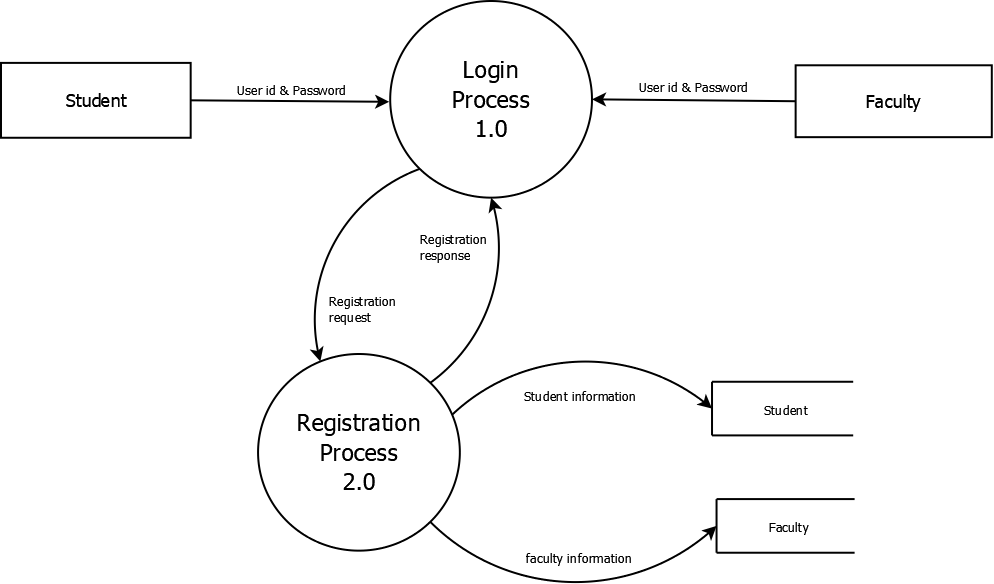 Login
Process
1.0
Student
User id & Password
User id & Password
Faculty
Registration
response
Registration
request
Registration
Process
2.0
Student information
Student
faculty information
Faculty